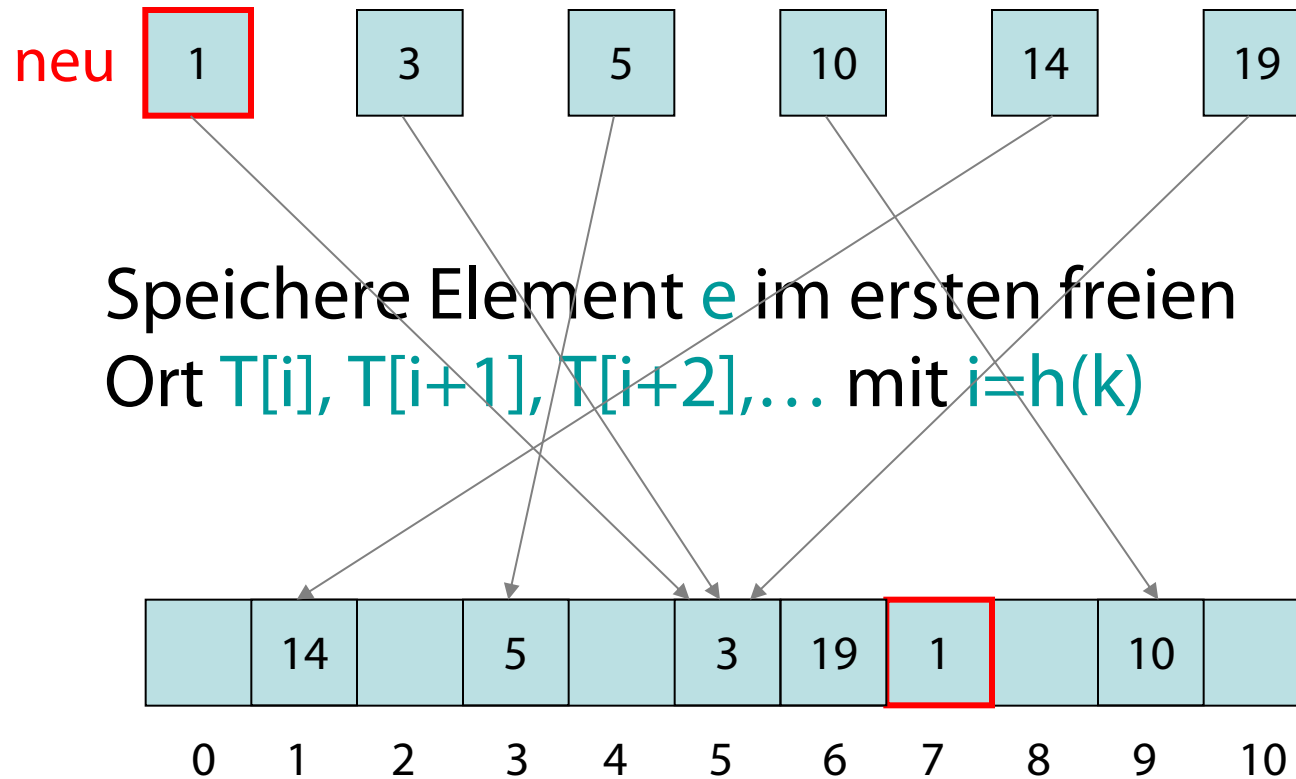 neu 1 3 5 10 14 19
Speichere Element e im ersten freien
Ort T[i], T[i+1], T[i+2],… mit i=h(k)
14 5 3 19 1 10
0 1 2 3 4 5 6 7 8 9 10